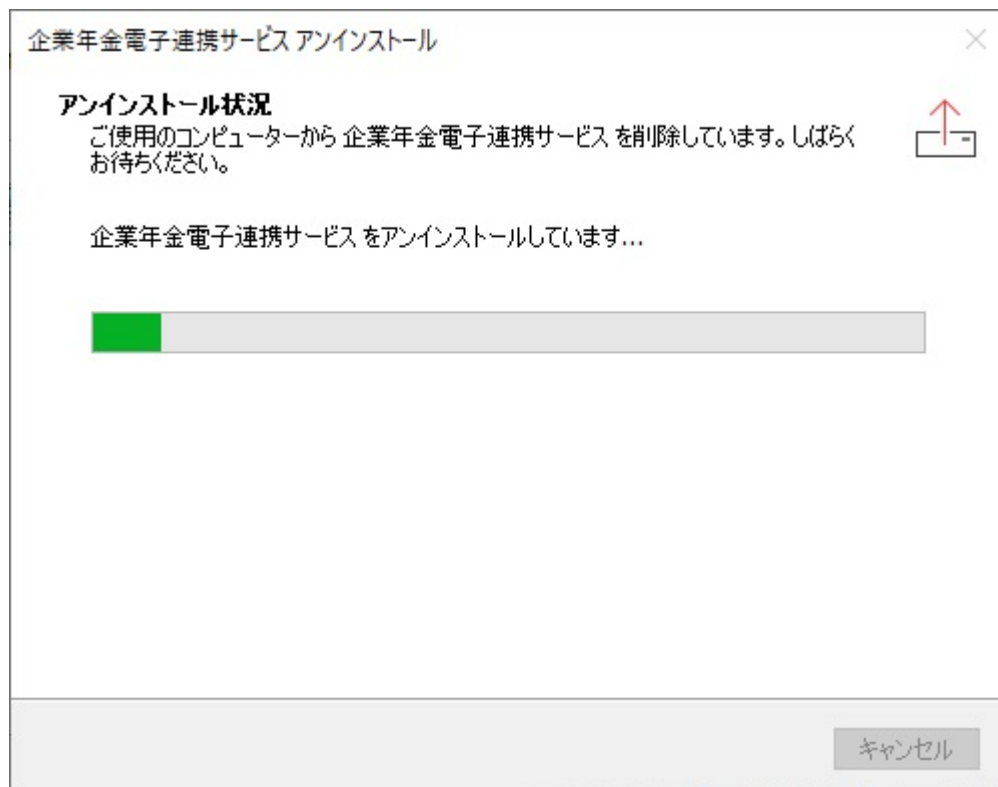 企業年金電子連携サービス アンインストール
アンインストール状況
ご使用のコンピューターから 企業年金電子連携サービス を削除しています。しばらく
お待ちください。
企業年金電子連携サービス をアンインストールしています...
キャンセル